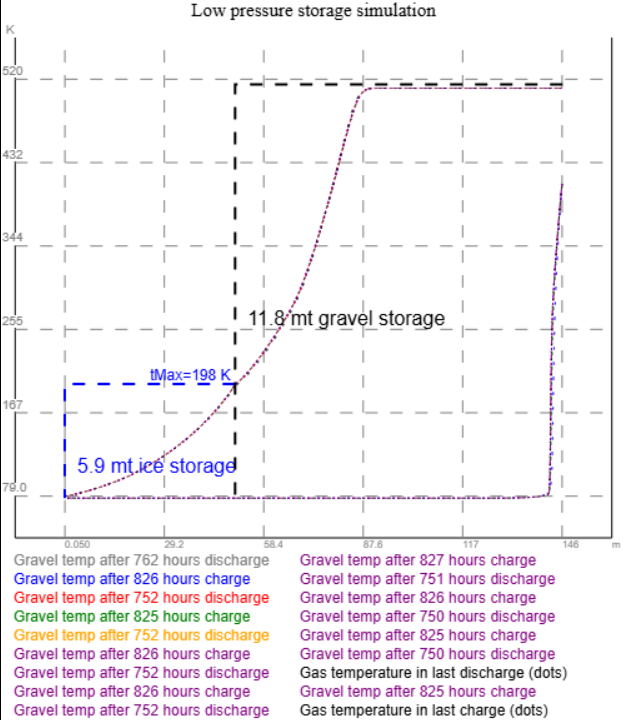 Low pressure storage simulation
K
520
432
344
11.8 mt gravel storage
255
tMax=198 K
167
5.9 mt ice storage
79.0
0.050 29.2 58.4 87.6 117 146 m
Gravel temp after 762 hours discharge
Gravel temp after 826 hours charge
Gravel temp after 752 hours discharge
Gravel temp after 825 hours charge
Gravel temp after 752 hours discharge
Gravel temp after 826 hours charge
Gravel temp after 752 hours discharge
Gravel temp after 826 hours charge
Gravel temp after 752 hours discharge
Gravel temp after 827 hours charge
Gravel temp after 751 hours discharge
Gravel temp after 826 hours charge
Gravel temp after 750 hours discharge
Gravel temp after 825 hours charge
Gravel temp after 750 hours discharge
Gas temperature in last discharge (dots)
Gravel temp after 825 hours charge
Gas temperature in last charge (dots)